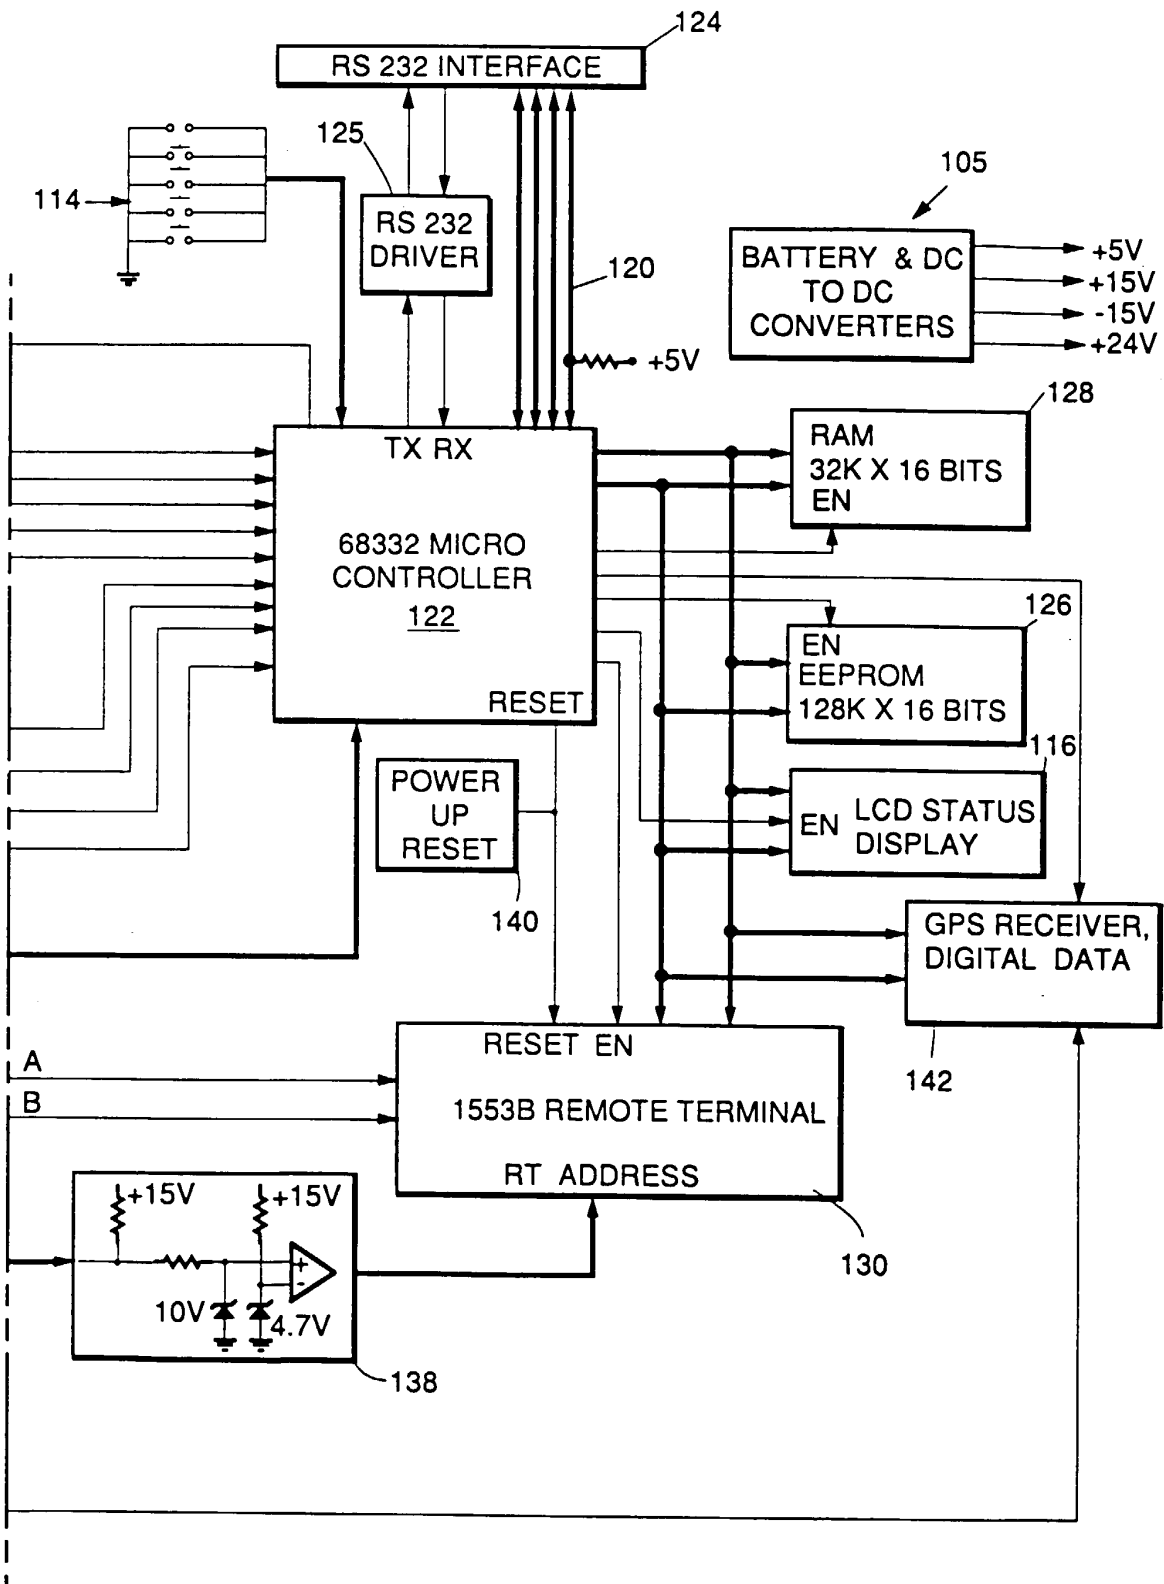 124
RS 232 INTERFACE
125
114
RS 232
DRIVER
120
+5V
105
BATTERY & DC
TO DC
CONVERTERS
+5V
+15V
-15V
+24V
128
RAM
32K X 16 BITS
EN
TX RX
68332 MICRO
CONTROLLER
122
RESET
126
EN
EEPROM
128K X 16 BITS
116
LCD STATUS
EN
DISPLAY
POWER
UP
RESET
140
GPS RECEIVER,
DIGITAL DATA
142
A
B
RESET EN
1553B REMOTE TERMINAL
RT ADDRESS
130
+15V
+15V
+
-
10V
4.7V
138